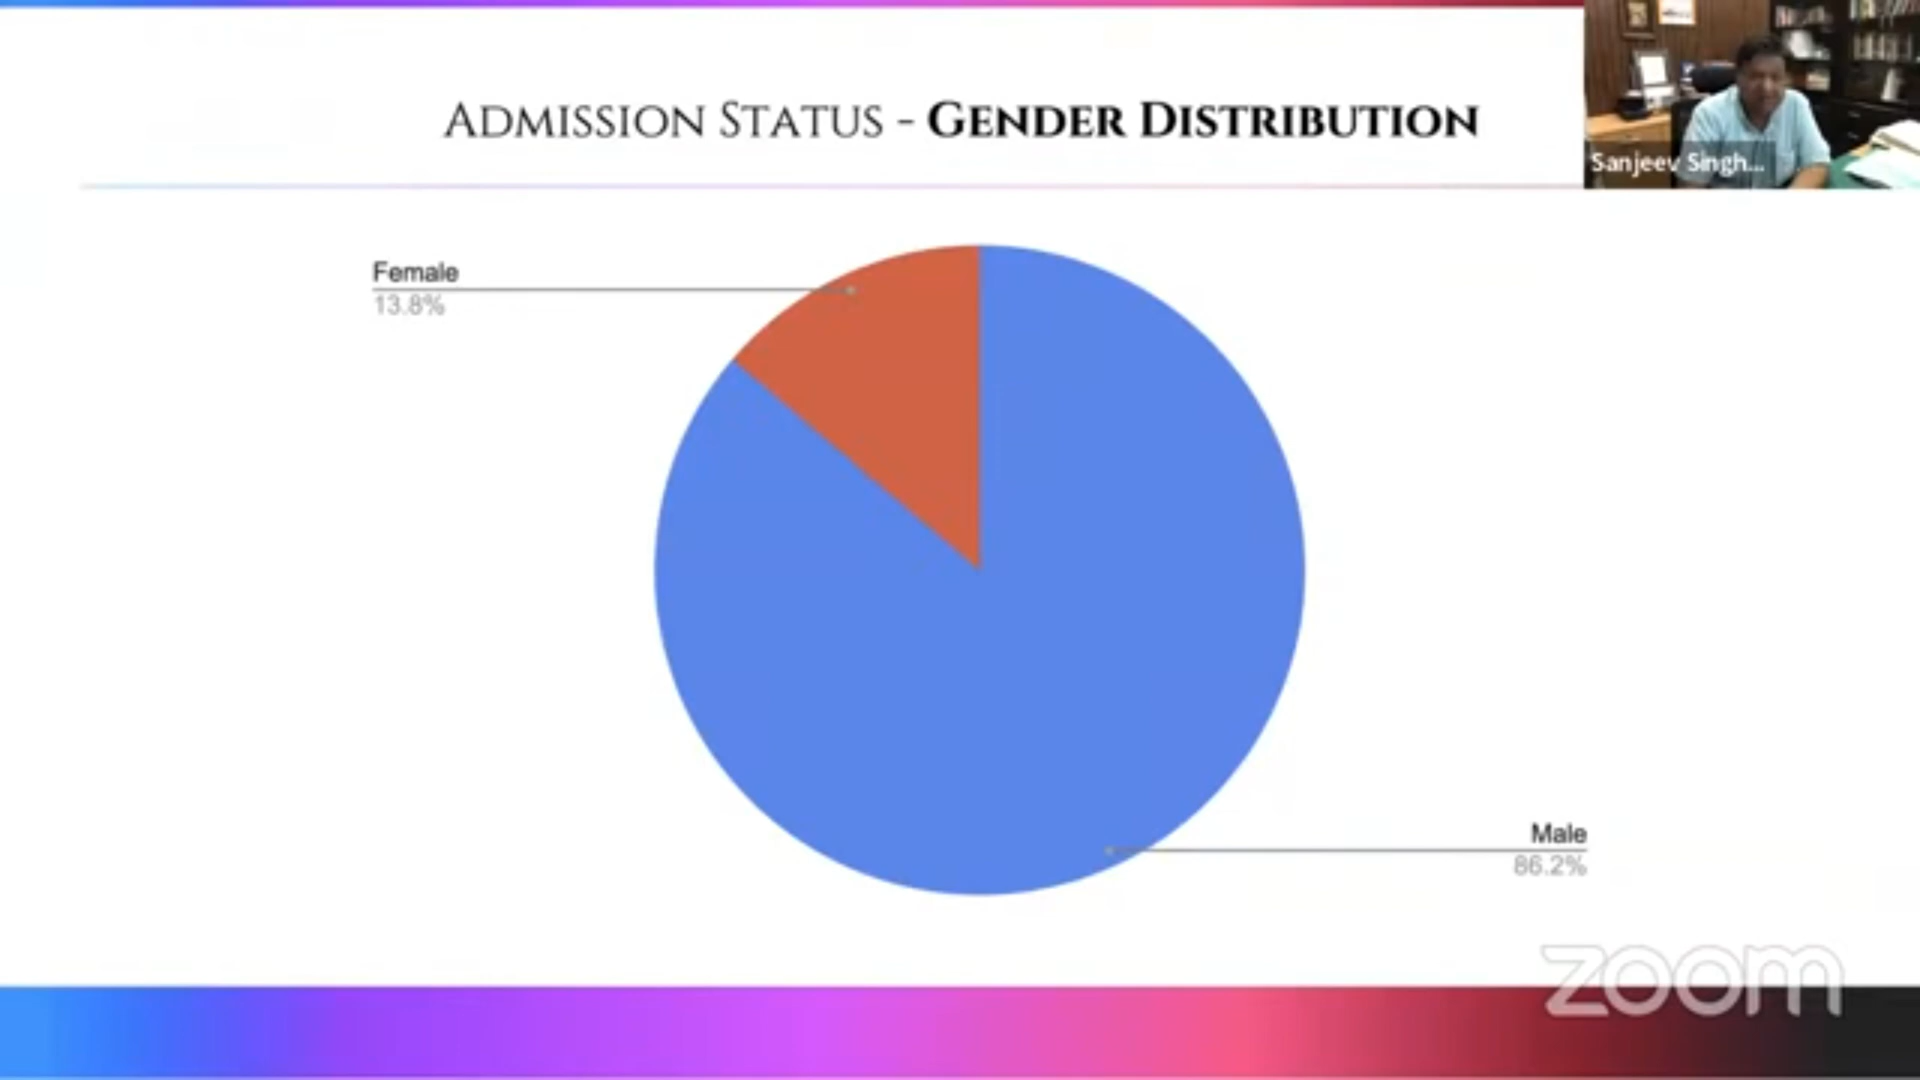 ADMISSION STATUS - GENDER DISTRIBUTION
Sanjeev Singh...
Female
13.8%
Male
86.2%
zoom